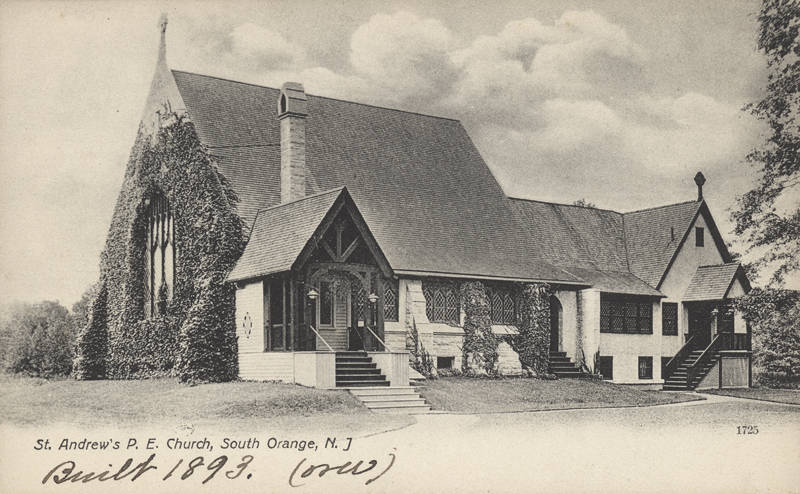 St. Andrew's P. E. Church, South Orange, N. J
1725
Built 1893. (over)